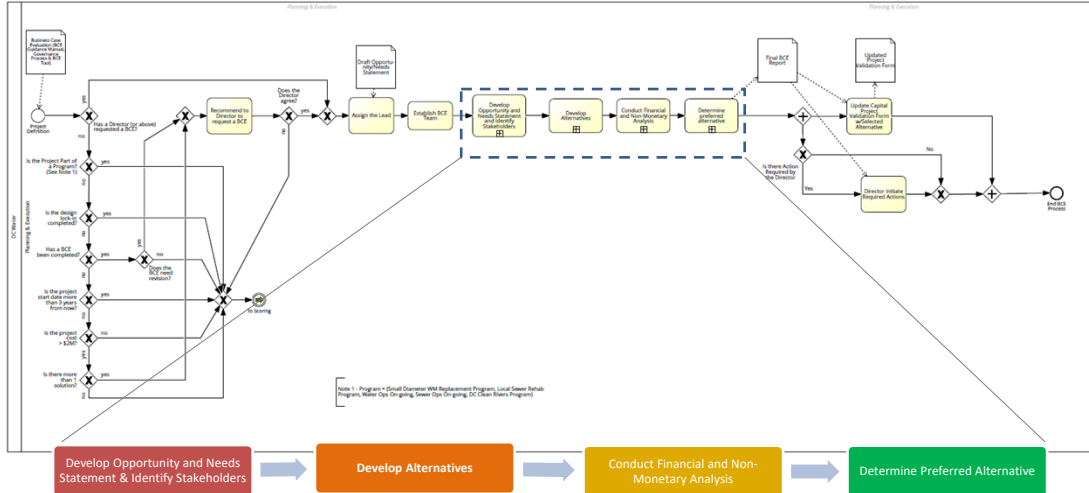 Planning & Execution
Planning & Execution
Business Case
Evaluation (BCE
Guidance Manual,
Governance
Process & BCE
Tool)
Draft Opportu-
nity/Needs
Statement
Final BCE
Report
Updated
Project
Validation Form
Project
Definition
yes
Has a Director (or above)
requested a BCE?
no
Recommend to
Director to
request a BCE
Does the
Director
agree?
yes
no
Assign the Lead
Establish BCE
Team
Develop
Opportunity and
Needs Statement
and Identify
Stakeholders
Develop
Alternatives
Conduct Financial
and Non-Monetary
Analysis
Determine
preferred
alternative
Update Capital
Project
Validation Form
w/Selected
Alternative
Is there Action
Required by
the Director
No
Yes
Director Initiate
Required Actions
End BCE
Process
Is the Project Part of
a Program?
(See Note 1)
yes
no
Is the design
lock-in
completed?
yes
no
Has a BCE
been completed?
yes
yes
no
Does the
BCE need
revision?
no
Is the project
start date more
than 3 years
from now?
yes
no
To Scoring
Is the project
cost
> $2M?
no
yes
Is there more
than 1
solution?
yes
no
DC Water
Planning & Execution
Note 1 - Program = (Small Diameter WM Replacement Program, Local Sewer Rehab
Program, Water Ops On-going, Sewer Ops On-going, DC Clean Rivers Program)
Develop Opportunity and Needs
Statement & Identify Stakeholders
Develop Alternatives
Conduct Financial and Non-
Monetary Analysis
Determine Preferred Alternative